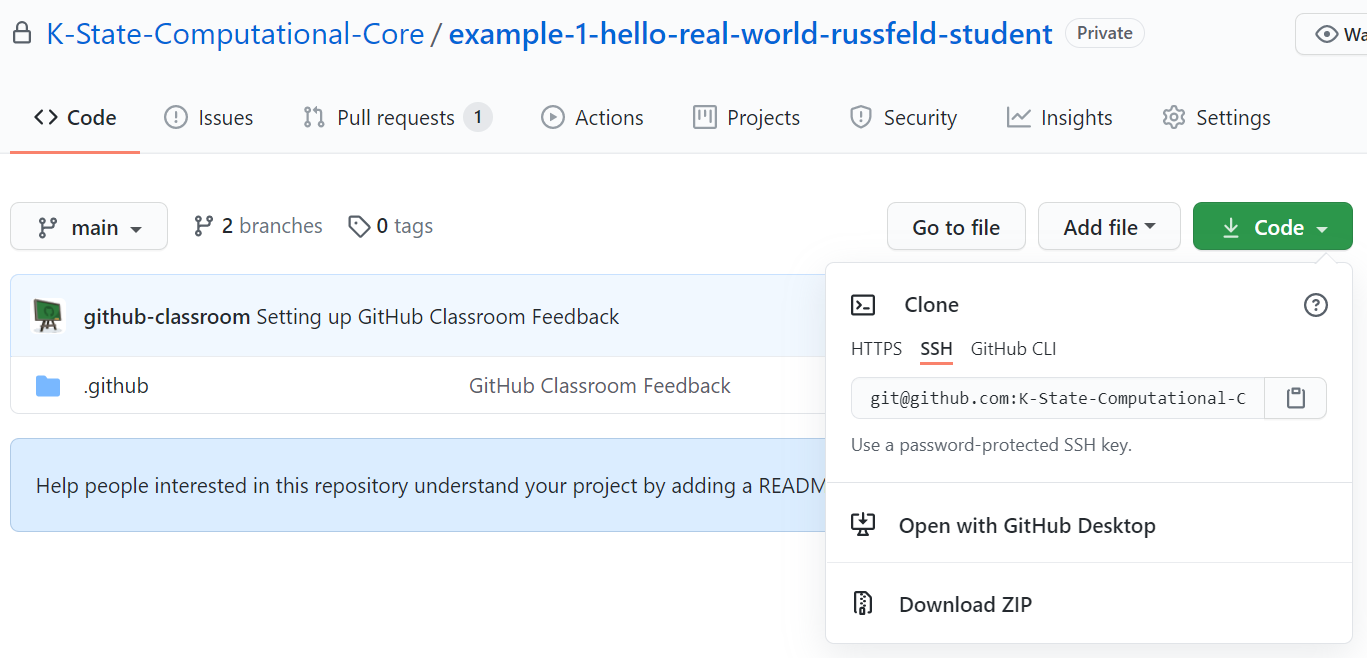 K-State-Computational-Core / example-1-hello-real-world-russfeld-student Private Wa
Code Issues Pull requests 1 Actions Projects Security Insights Settings
main 2 branches 0 tags Go to file Add file Code
github-classroom Setting up GitHub Classroom Feedback
.github GitHub Classroom Feedback
Help people interested in this repository understand your project by adding a READM
Clone
HTTPS SSH GitHub CLI
git@github.com:K-State-Computational-C
Use a password-protected SSH key.
Open with GitHub Desktop
Download ZIP